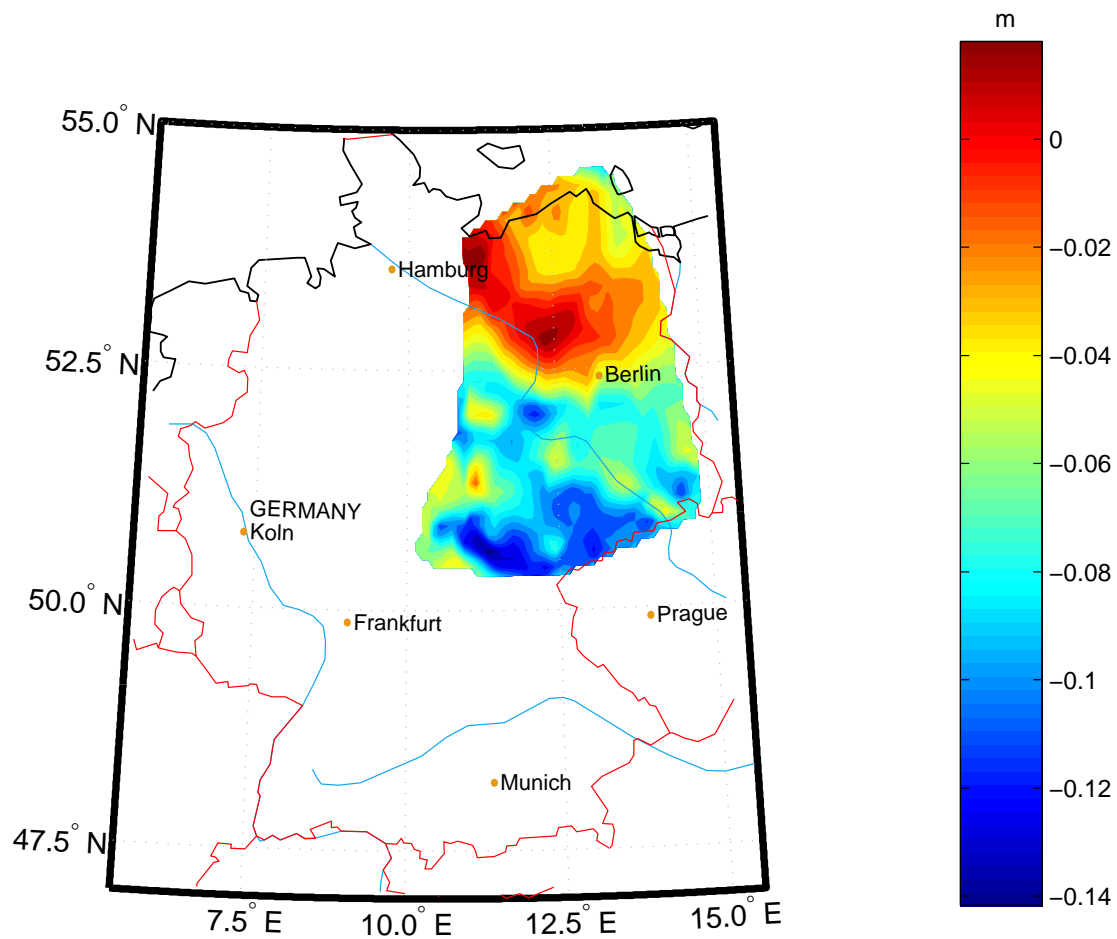 m
55.0° N
52.5° N
50.0° N
47.5° N
7.5° E
10.0° E
12.5° E
15.0° E
Hamburg
Berlin
GERMANY
Koln
Frankfurt
Prague
Munich
0
−0.02
−0.04
−0.06
−0.08
−0.1
−0.12
−0.14